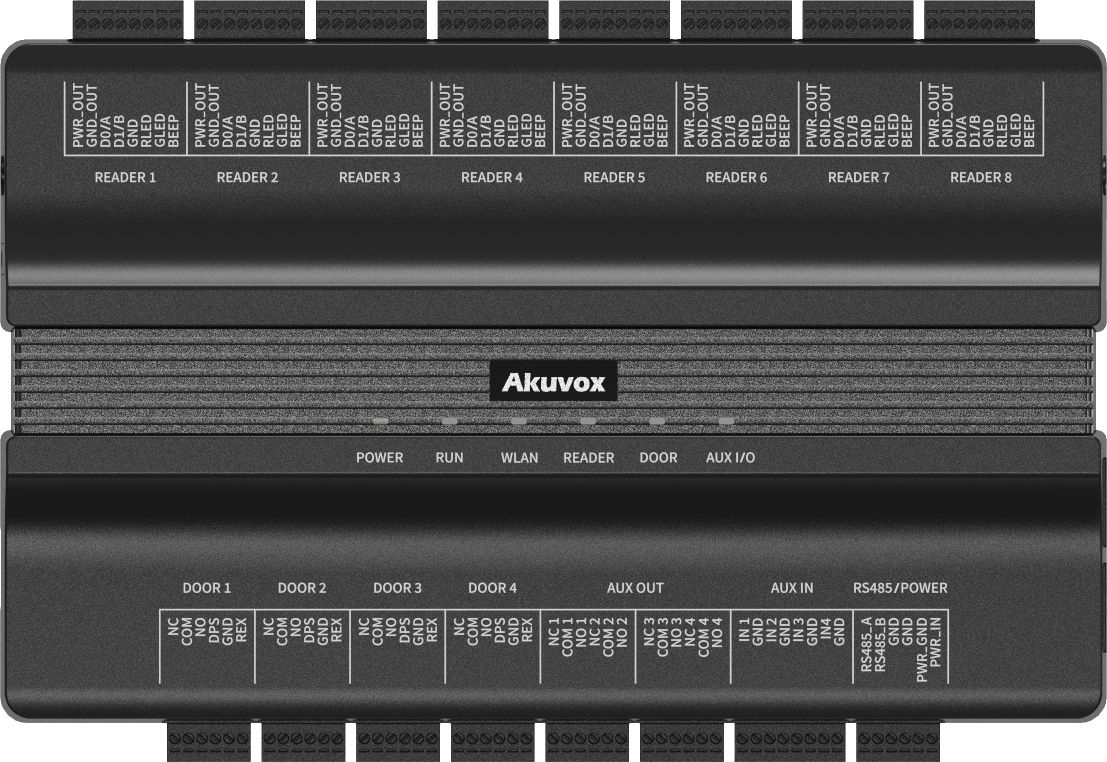 PWR_OUT GND_OUT D0/A D1/B GND RLED GLED BEEP
READER 1
PWR_OUT GND_OUT D0/A D1/B GND RLED GLED BEEP
READER 2
PWR_OUT GND_OUT D0/A D1/B GND RLED GLED BEEP
READER 3
PWR_OUT GND_OUT D0/A D1/B GND RLED GLED BEEP
READER 4
PWR_OUT GND_OUT D0/A D1/B GND RLED GLED BEEP
READER 5
PWR_OUT GND_OUT D0/A D1/B GND RLED GLED BEEP
READER 6
PWR_OUT GND_OUT D0/A D1/B GND RLED GLED BEEP
READER 7
PWR_OUT GND_OUT D0/A D1/B GND RLED GLED BEEP
READER 8
Akuvox
POWER RUN WLAN READER DOOR AUX I/O
DOOR 1
NC COM NO DPS GND REX
DOOR 2
NC COM NO DPS GND REX
DOOR 3
NC COM NO DPS GND REX
DOOR 4
NC COM NO DPS GND REX
AUX OUT
NC 1 COM 1 NO 1 NC 2 COM 2 NO 2
NC 3 COM 3 NO 3 NC 4 COM 4 NO 4
AUX IN
IN 1 GND IN 2 GND IN 3 GND IN4 GND
RS485/POWER
RS485_A RS485_B GND GND PWR_GND PWR_IN